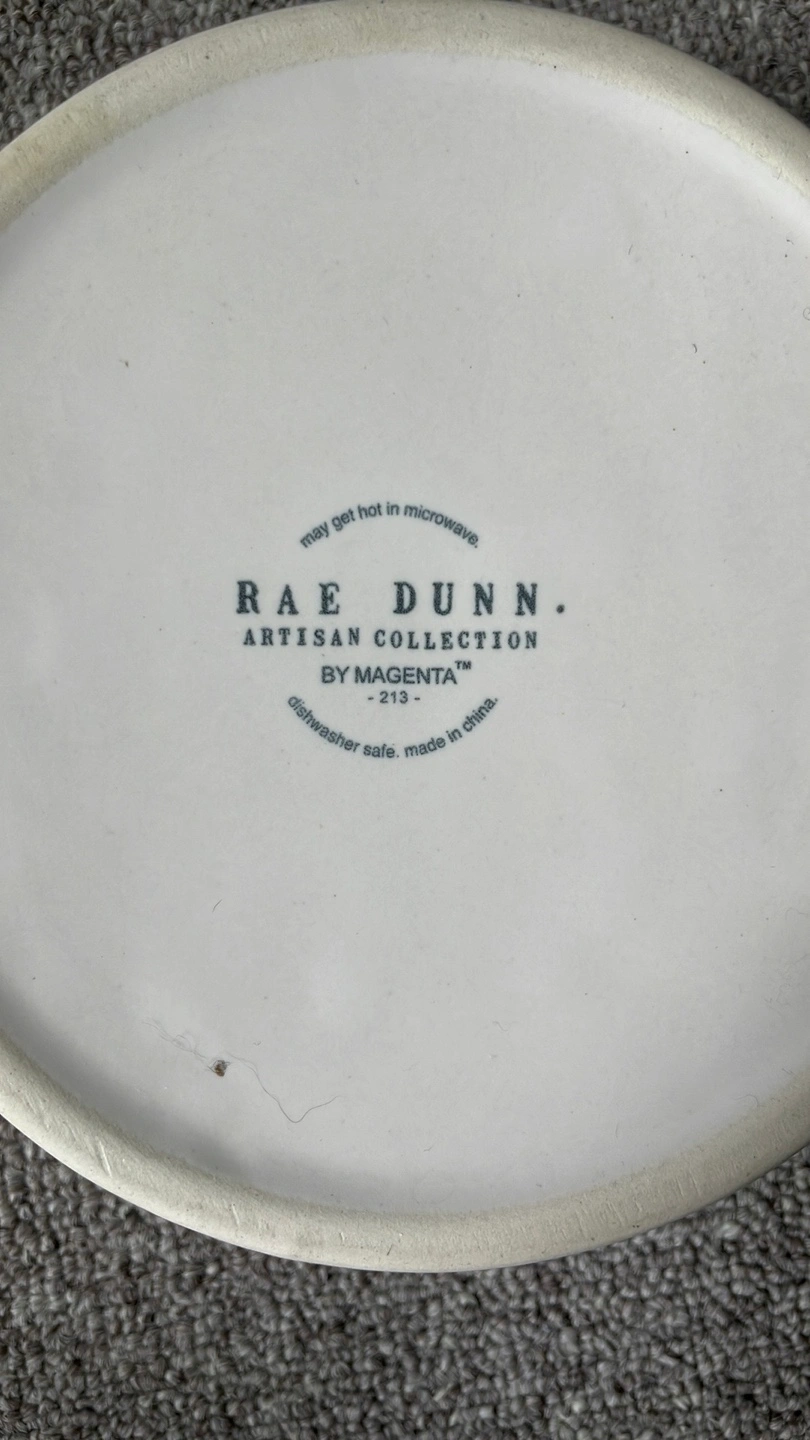 may get hot in microwave.
RAE DUNN.
ARTISAN COLLECTION
BY MAGENTA™
- 213 -
dishwasher safe. made in china.